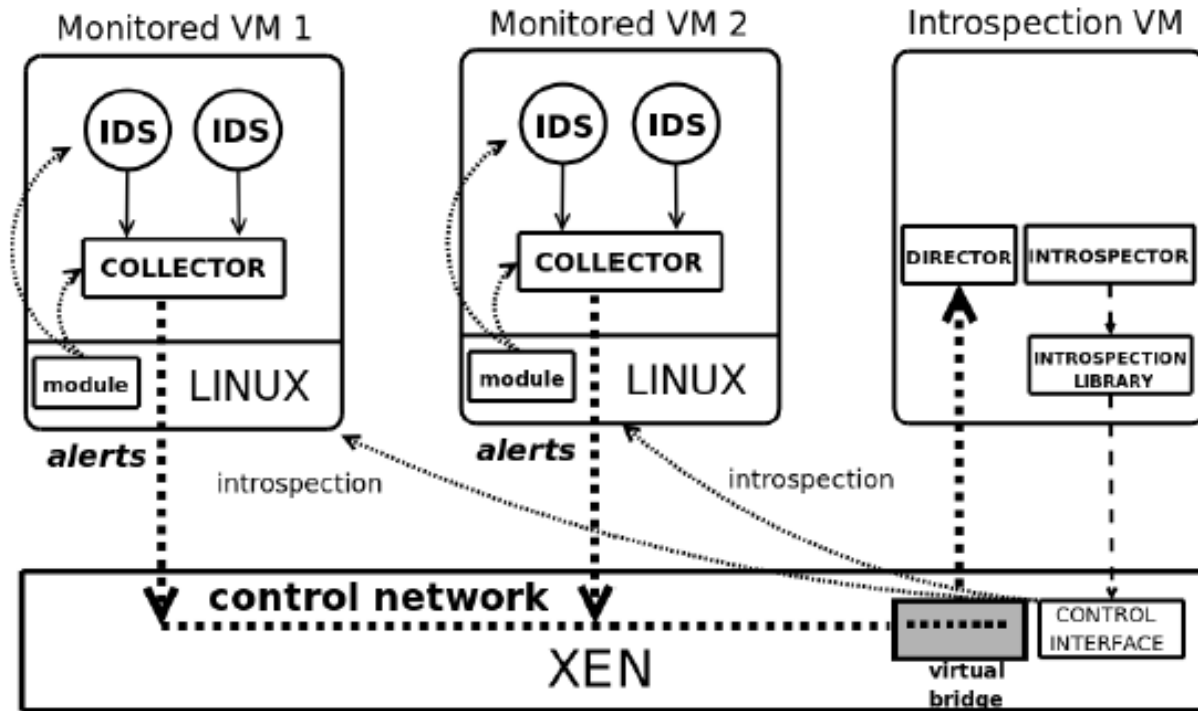 Monitored VM 1
Monitored VM 2
Introspection VM
IDS
IDS
IDS
IDS
COLLECTOR
COLLECTOR
DIRECTOR
INTROSPECTOR
module
LINUX
module
LINUX
INTROSPECTION
LIBRARY
alerts
alerts
introspection
introspection
control network
CONTROL
INTERFACE
XEN
virtual
bridge